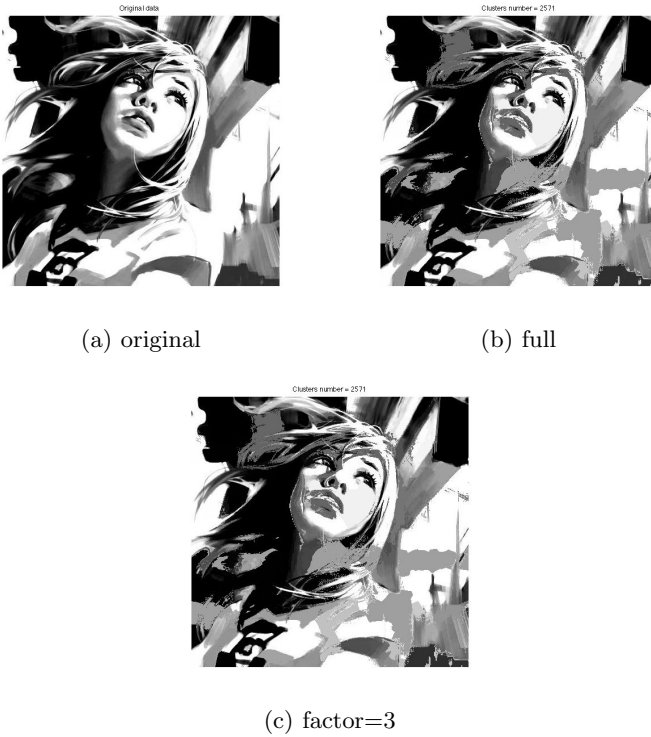 Original data
Clusters number = 2571
(a) original
(b) full
Clusters number = 2571
(c) factor=3